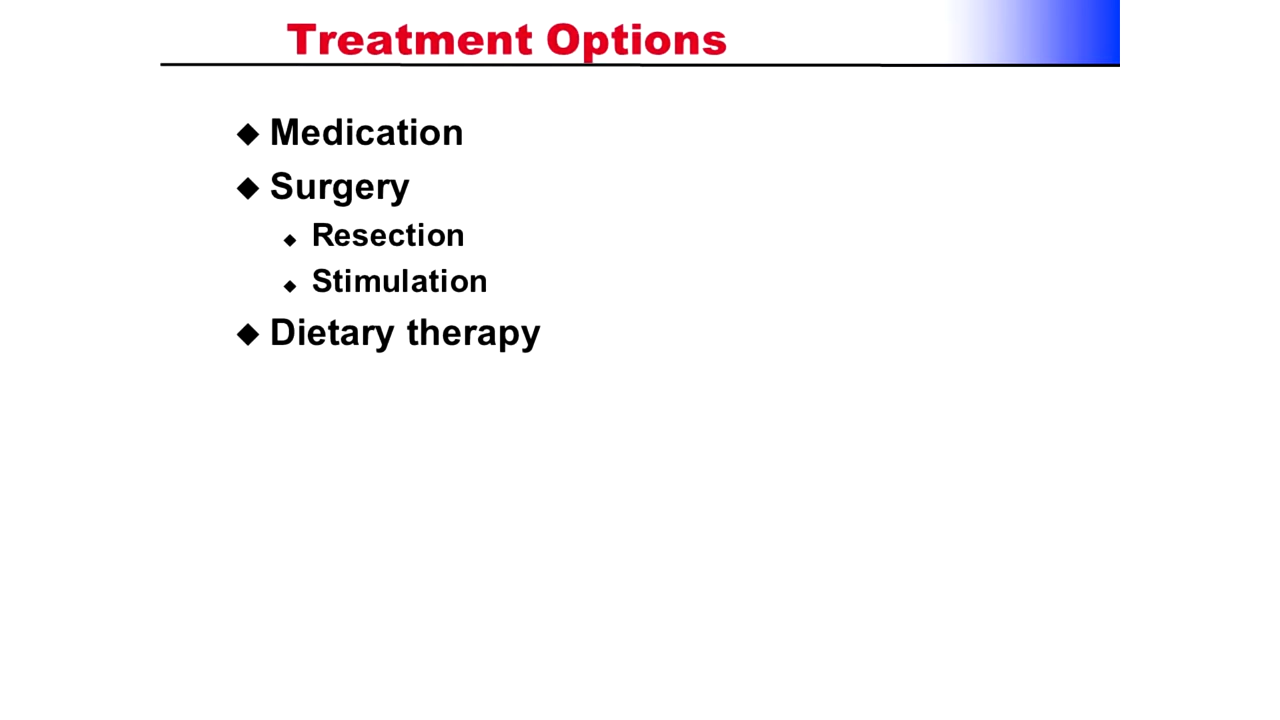 Treatment Options
Medication
Surgery
Resection
Stimulation
Dietary therapy